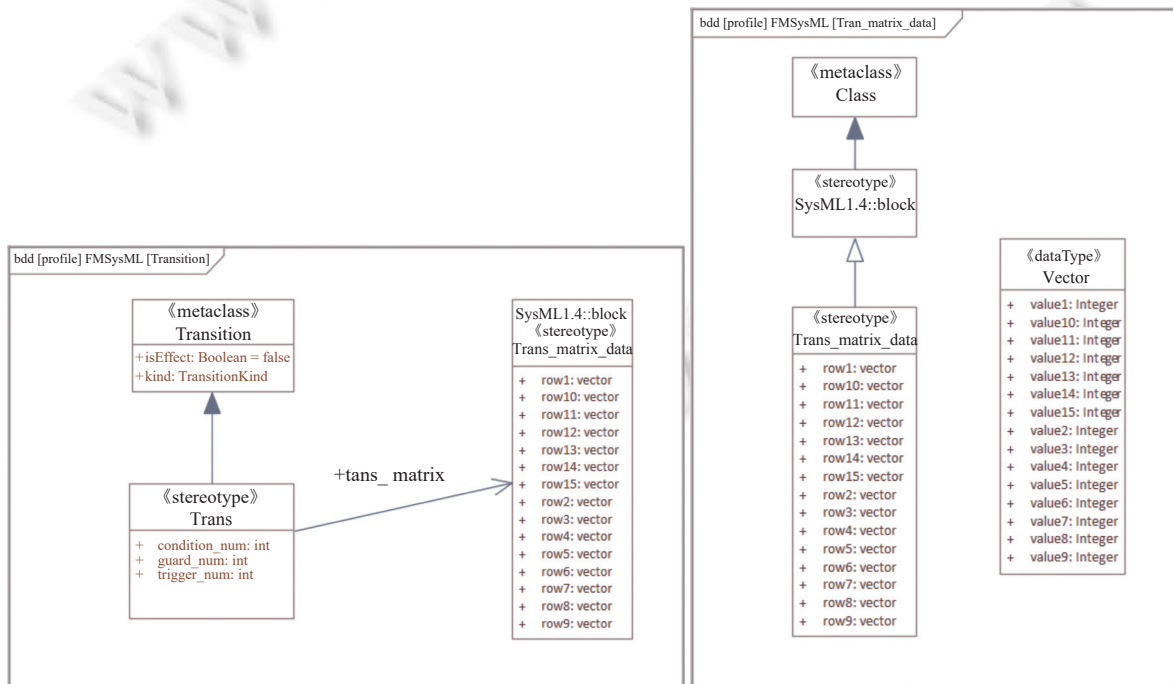 bdd [profile] FMSysML [Transition]
《metaclass》
Transition
+isEffect: Boolean = false
+kind: TransitionKind
《stereotype》
Trans
+ condition_num: int
+ guard_num: int
+ trigger_num: int
+tans_ matrix
SysML1.4::block
《stereotype》
Trans_matrix_data
+ row1: vector
+ row10: vector
+ row11: vector
+ row12: vector
+ row13: vector
+ row14: vector
+ row15: vector
+ row2: vector
+ row3: vector
+ row4: vector
+ row5: vector
+ row6: vector
+ row7: vector
+ row8: vector
+ row9: vector
bdd [profile] FMSysML [Tran_matrix_data]
《metaclass》
Class
《stereotype》
SysML1.4::block
《stereotype》
Trans_matrix_data
+ row1: vector
+ row10: vector
+ row11: vector
+ row12: vector
+ row13: vector
+ row14: vector
+ row15: vector
+ row2: vector
+ row3: vector
+ row4: vector
+ row5: vector
+ row6: vector
+ row7: vector
+ row8: vector
+ row9: vector
《dataType》
Vector
+ value1: Integer
+ value10: Integer
+ value11: Integer
+ value12: Integer
+ value13: Integer
+ value14: Integer
+ value15: Integer
+ value2: Integer
+ value3: Integer
+ value4: Integer
+ value5: Integer
+ value6: Integer
+ value7: Integer
+ value8: Integer
+ value9: Integer